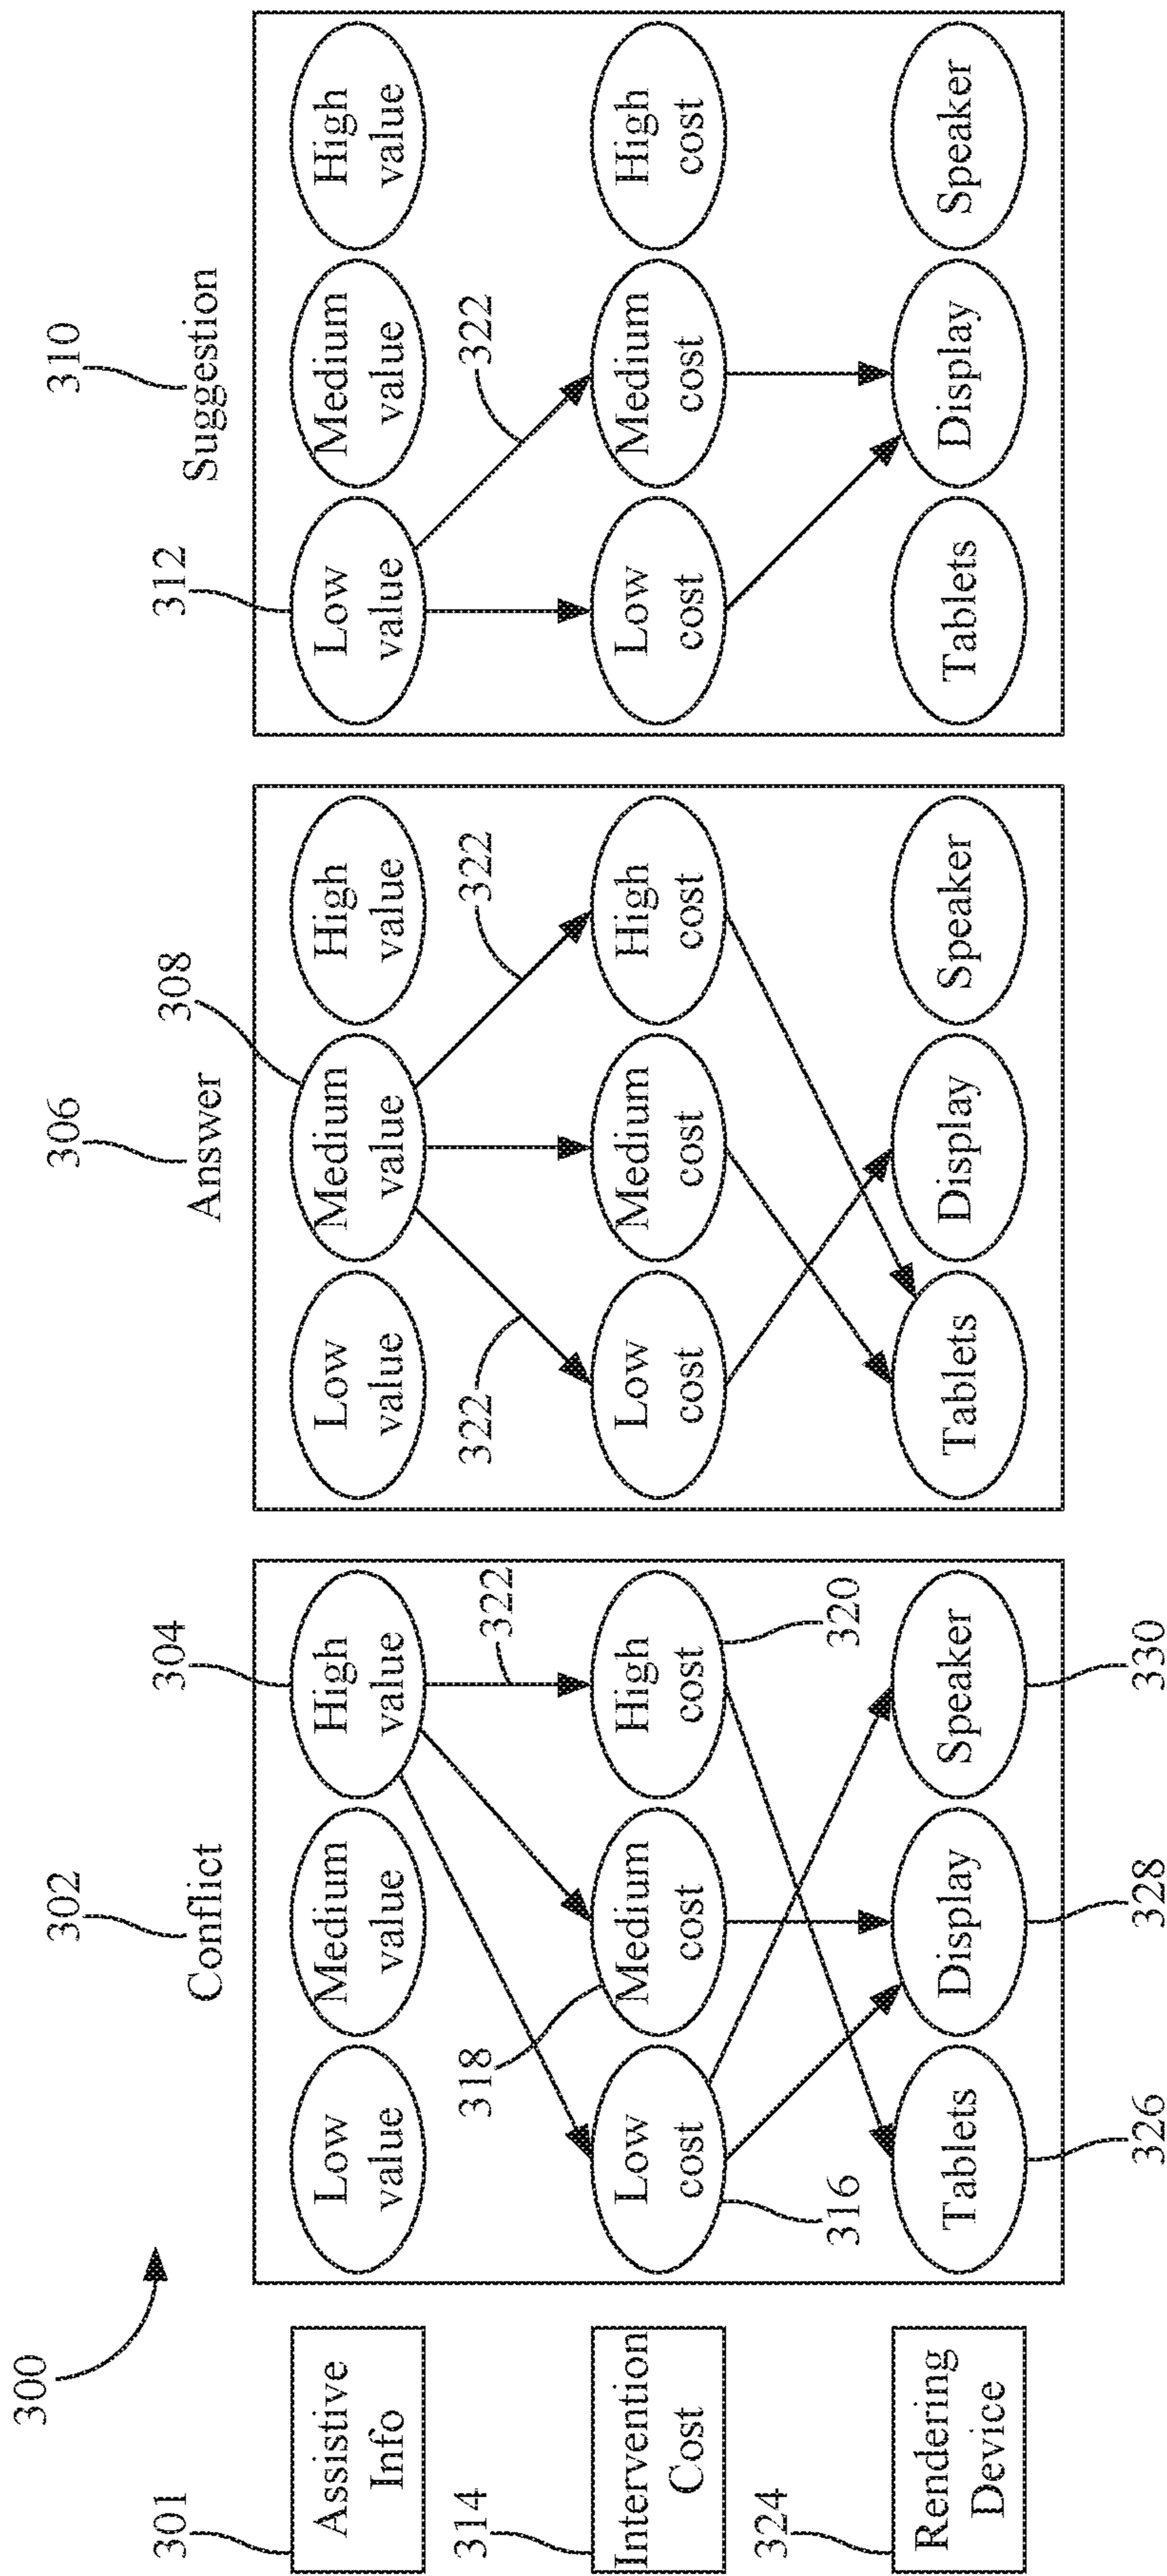 300
302
306
310
Conflict
Answer
Suggestion
304
308
312
301
Assistive
Info
Low
value
Medium
value
High
value
Low
value
Medium
value
High
value
Low
value
Medium
value
High
value
318
322
322
322
322
314
Intervention
Cost
Low
cost
Medium
cost
High
cost
Low
cost
Medium
cost
High
cost
Low
cost
Medium
cost
High
cost
316
320
324
Rendering
Device
Tablets
Display
Speaker
Tablets
Display
Speaker
Tablets
Display
Speaker
326
328
330